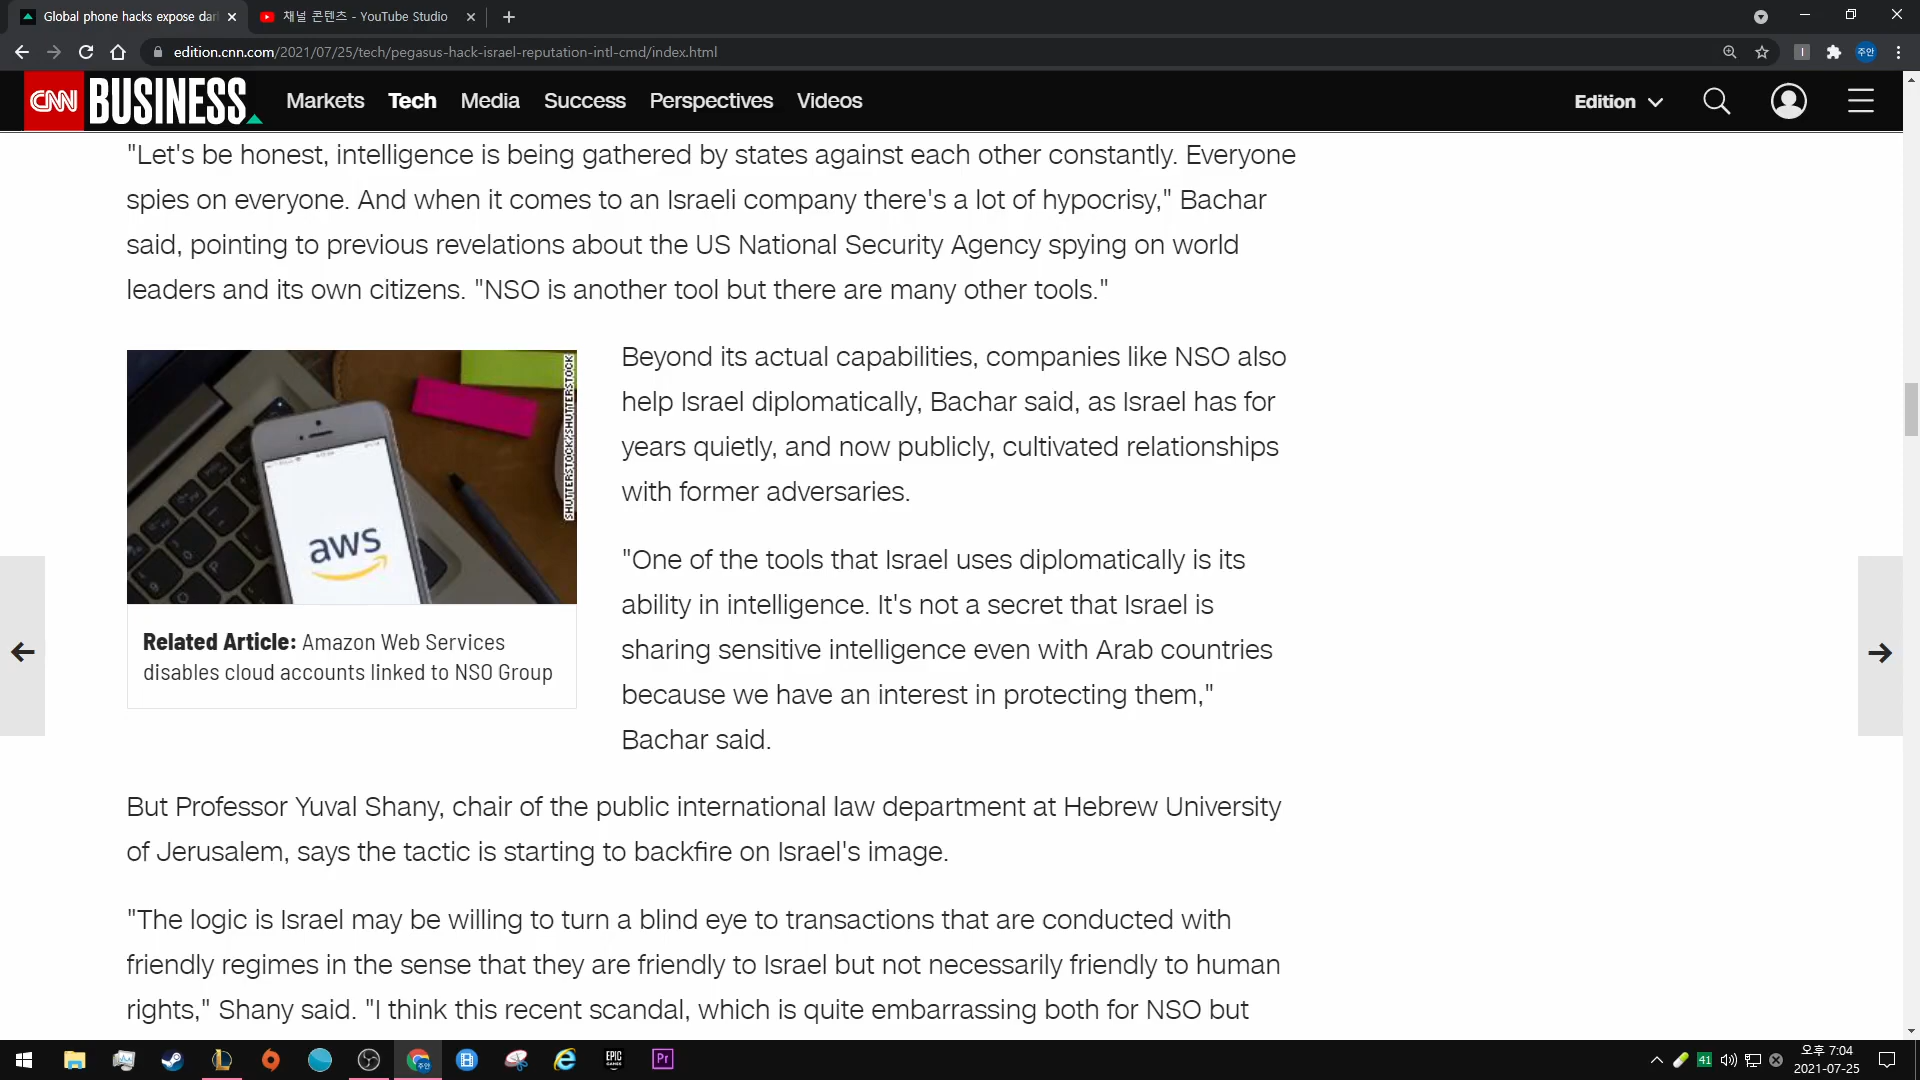 Global phone hacks expose dar
채널 콘텐츠 - YouTube Studio
edition.cnn.com/2021/07/25/tech/pegasus-hack-israel-reputation-intl-cmd/index.html
주안
CNN BUSINESS Markets Tech Media Success Perspectives Videos Edition
"Let's be honest, intelligence is being gathered by states against each other constantly. Everyone
spies on everyone. And when it comes to an Israeli company there's a lot of hypocrisy," Bachar
said, pointing to previous revelations about the US National Security Agency spying on world
leaders and its own citizens. "NSO is another tool but there are many other tools."
SHUTTERSTOCK/SHUTTERSTOCK
aws
Related Article: Amazon Web Services
disables cloud accounts linked to NSO Group
Beyond its actual capabilities, companies like NSO also
help Israel diplomatically, Bachar said, as Israel has for
years quietly, and now publicly, cultivated relationships
with former adversaries.
"One of the tools that Israel uses diplomatically is its
ability in intelligence. It's not a secret that Israel is
sharing sensitive intelligence even with Arab countries
because we have an interest in protecting them,"
Bachar said.
But Professor Yuval Shany, chair of the public international law department at Hebrew University
of Jerusalem, says the tactic is starting to backfire on Israel's image.
"The logic is Israel may be willing to turn a blind eye to transactions that are conducted with
friendly regimes in the sense that they are friendly to Israel but not necessarily friendly to human
rights," Shany said. "I think this recent scandal, which is quite embarrassing both for NSO but
주안
EPIC
GAMES
Pr
41
오후 7:04
2021-07-25